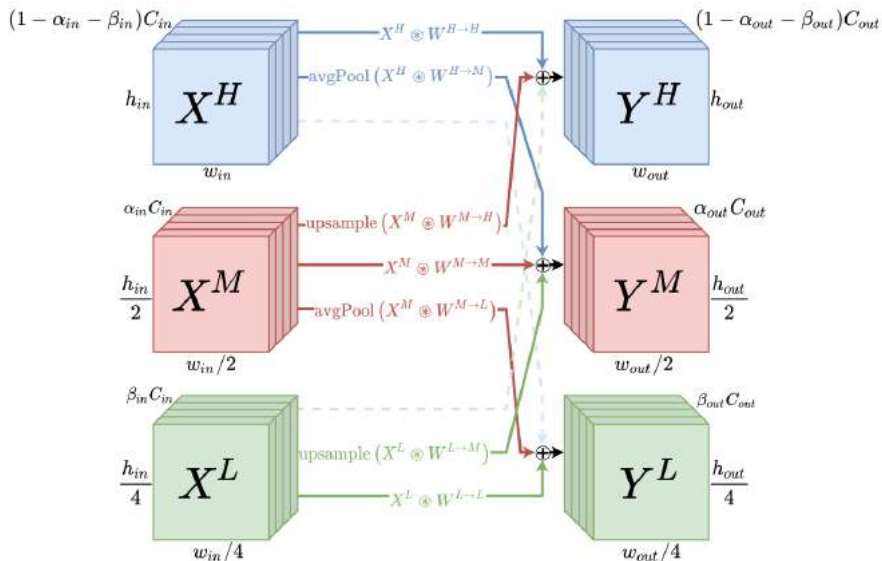 (1 − α_in − β_in)C_in
X^H ⊛ W^{H→H}
(1 − α_out − β_out)C_out
h_in
X^H
avgPool(X^H ⊛ W^{H→M})
Y^H
h_out
w_in
w_out
α_in C_in
upsample(X^M ⊛ W^{M→H})
α_out C_out
h_in/2
X^M
X^M ⊛ W^{M→M}
Y^M
h_out/2
avgPool(X^M ⊛ W^{M→L})
w_in/2
w_out/2
β_in C_in
β_out C_out
upsample(X^L ⊛ W^{L→M})
h_in/4
X^L
Y^L
h_out/4
X^L ⊛ W^{L→L}
w_in/4
w_out/4